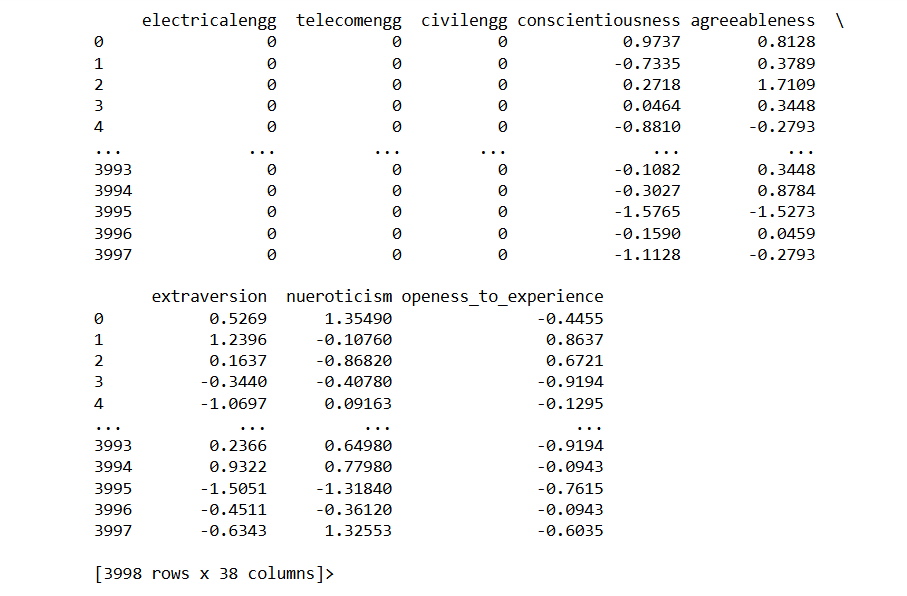 electricalengg telecomengg civilengg conscientiousness agreeableness \
0 0 0 0 0.9737 0.8128
1 0 0 0 -0.7335 0.3789
2 0 0 0 0.2718 1.7109
3 0 0 0 0.0464 0.3448
4 0 0 0 -0.8810 -0.2793
... ... ... ... ... ...
3993 0 0 0 -0.1082 0.3448
3994 0 0 0 -0.3027 0.8784
3995 0 0 0 -1.5765 -1.5273
3996 0 0 0 -0.1590 0.0459
3997 0 0 0 -1.1128 -0.2793
extraversion nueroticism openess_to_experience
0 0.5269 1.35490 -0.4455
1 1.2396 -0.10760 0.8637
2 0.1637 -0.86820 0.6721
3 -0.3440 -0.40780 -0.9194
4 -1.0697 0.09163 -0.1295
... ... ... ...
3993 0.2366 0.64980 -0.9194
3994 0.9322 0.77980 -0.0943
3995 -1.5051 -1.31840 -0.7615
3996 -0.4511 -0.36120 -0.0943
3997 -0.6343 1.32553 -0.6035
[3998 rows x 38 columns]>